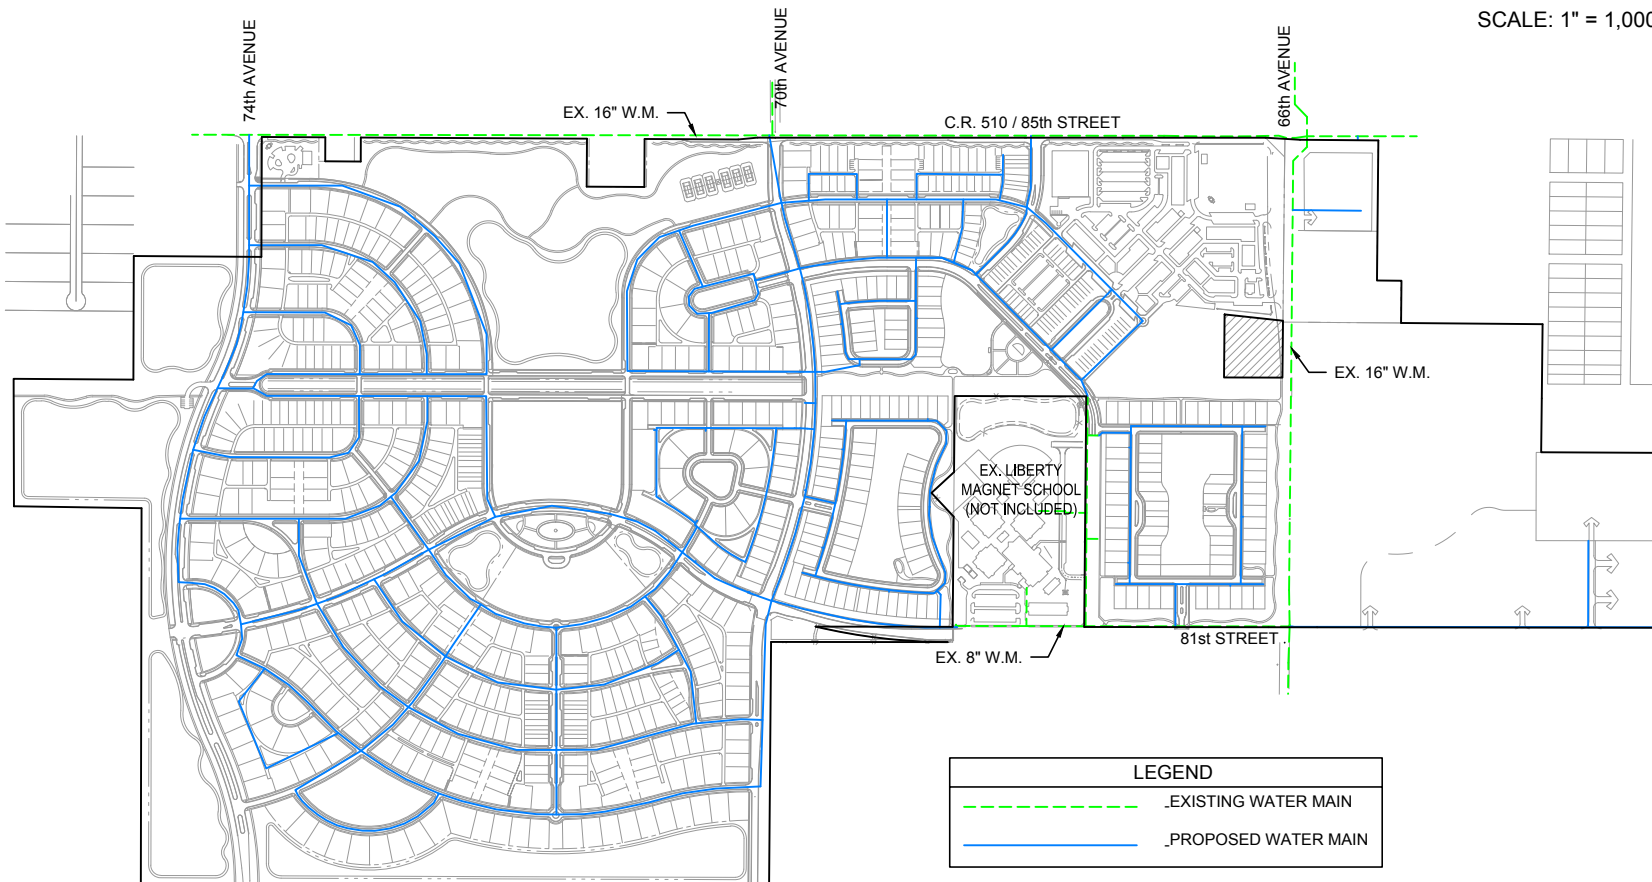 SCALE: 1" = 1,000
74th AVENUE
70th AVENUE
66th AVENUE
EX. 16" W.M.
C.R. 510 / 85th STREET
EX. 16" W.M.
EX. LIBERTY
MAGNET SCHOOL
(NOT INCLUDED)
81st STREET
EX. 8" W.M.
LEGEND
EXISTING WATER MAIN
PROPOSED WATER MAIN